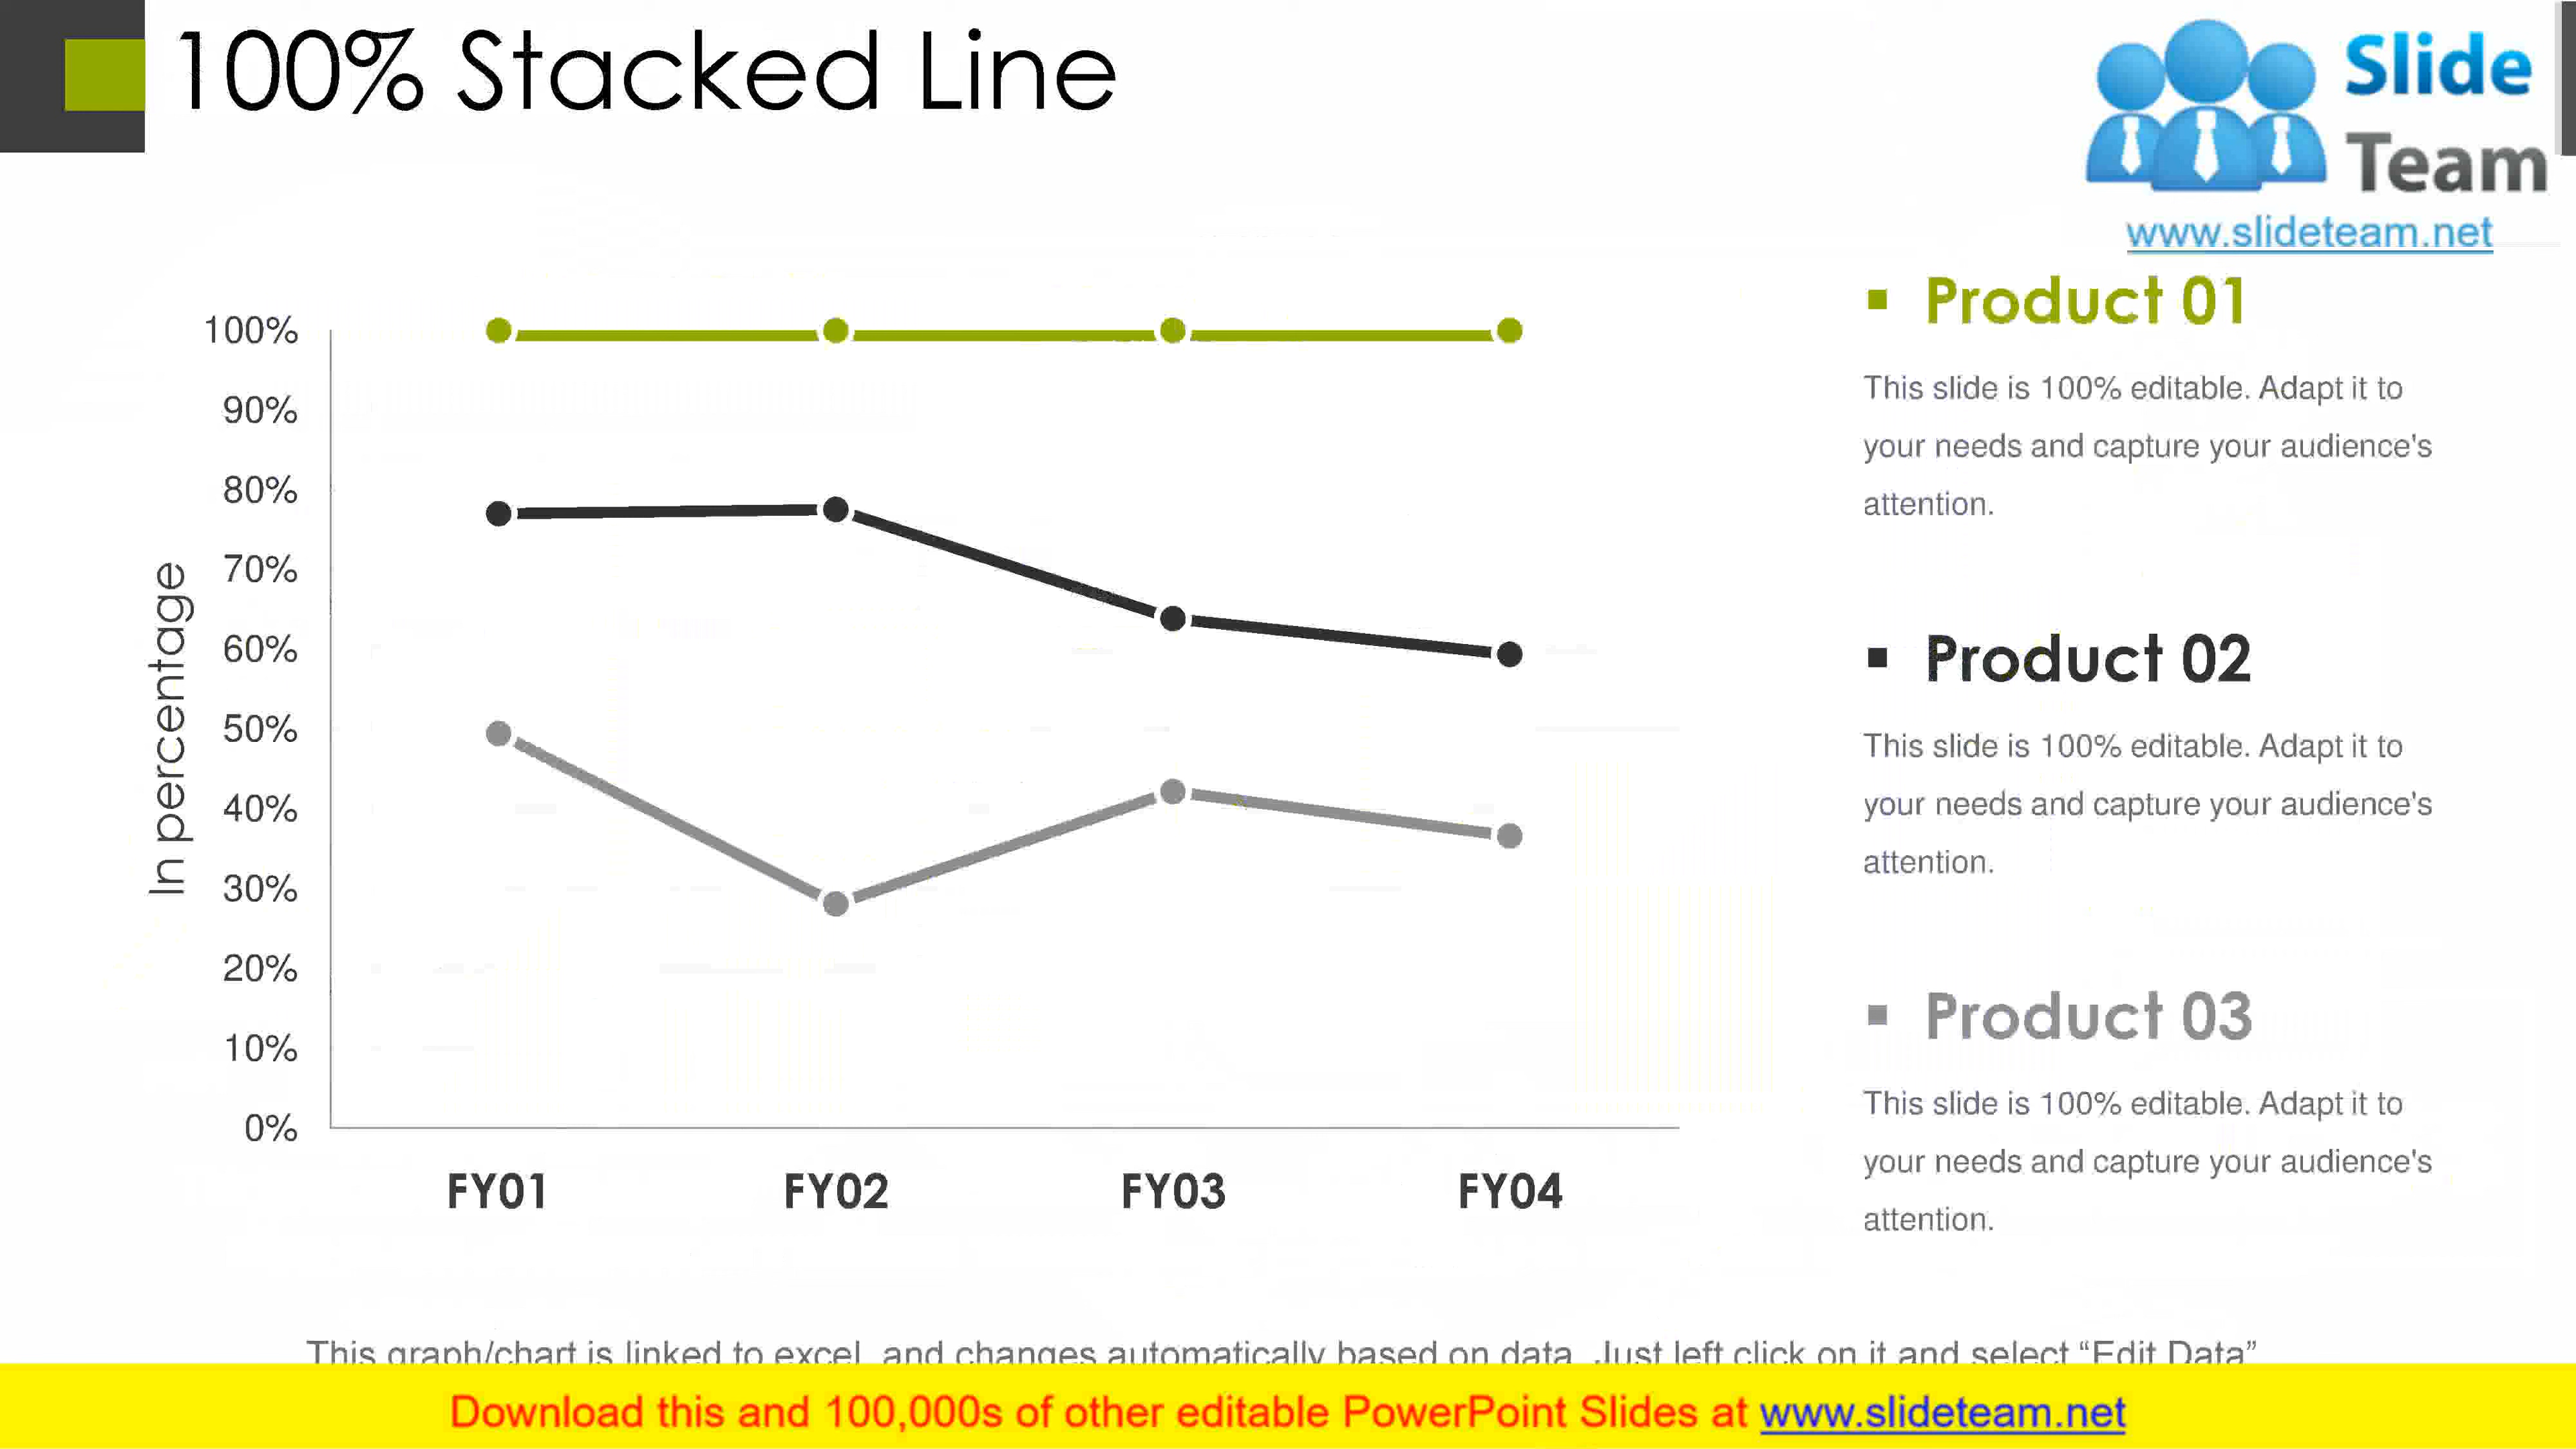 100% Stacked Line
Slide
Team
www.slideteam.net
In percentage
100%
90%
80%
70%
60%
50%
40%
30%
20%
10%
0%
FY01 FY02 FY03 FY04
Product 01
This slide is 100% editable. Adapt it to
your needs and capture your audience's
attention.
Product 02
This slide is 100% editable. Adapt it to
your needs and capture your audience's
attention.
Product 03
This slide is 100% editable. Adapt it to
your needs and capture your audience's
attention.
This graph/chart is linked to excel, and changes automatically based on data. Just left click on it and select “Edit Data”
Download this and 100,000s of other editable PowerPoint Slides at www.slideteam.net